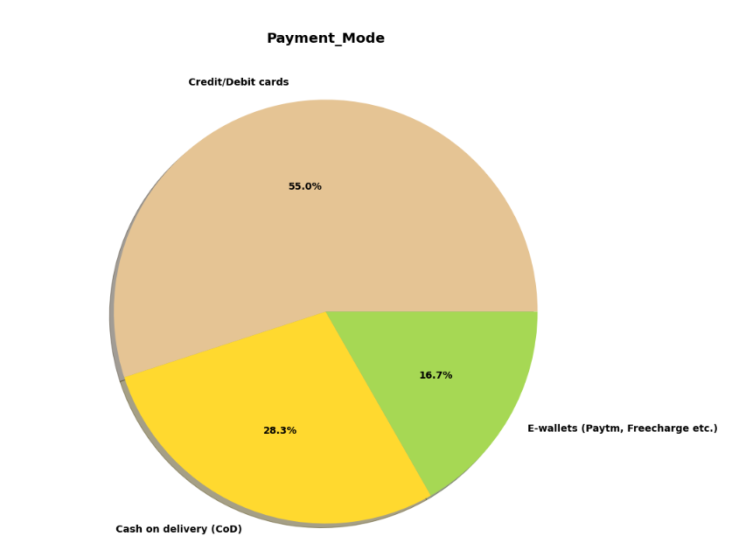 Payment_Mode
Credit/Debit cards
55.0%
16.7%
28.3%
E-wallets (Paytm, Freecharge etc.)
Cash on delivery (CoD)